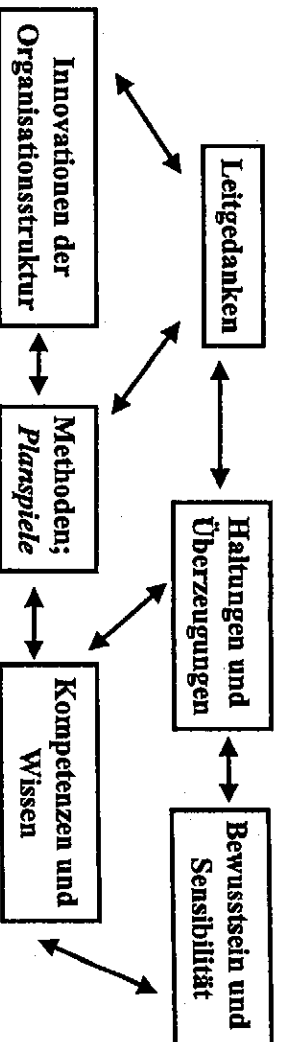 Leitgedanken
Haltungen und
Überzeugungen
Bewusstsein und
Sensibilität
Innovationen der
Organisationsstruktur
Methoden;
Planspiele
Kompetenzen und
Wissen